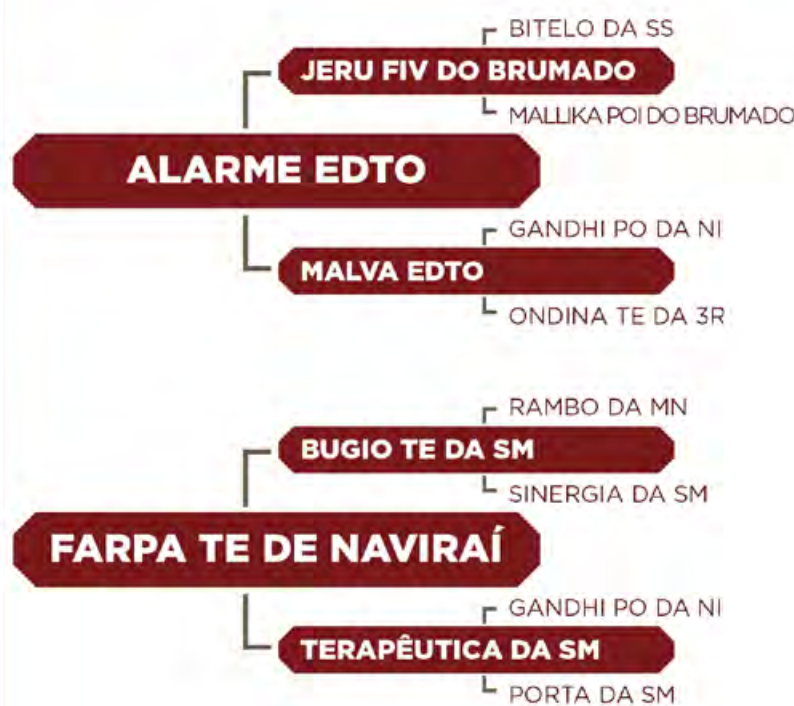 BITELO DA SS
JERU FIV DO BRUMADO
MALLIKA POI DO BRUMADO
ALARME EDTO
GANDHI PO DA NI
MALVA EDTO
ONDINA TE DA 3R
RAMBO DA MN
BUGIO TE DA SM
SINERGIA DA SM
FARPA TE DE NAVIRAÍ
GANDHI PO DA NI
TERAPÊUTICA DA SM
PORTA DA SM